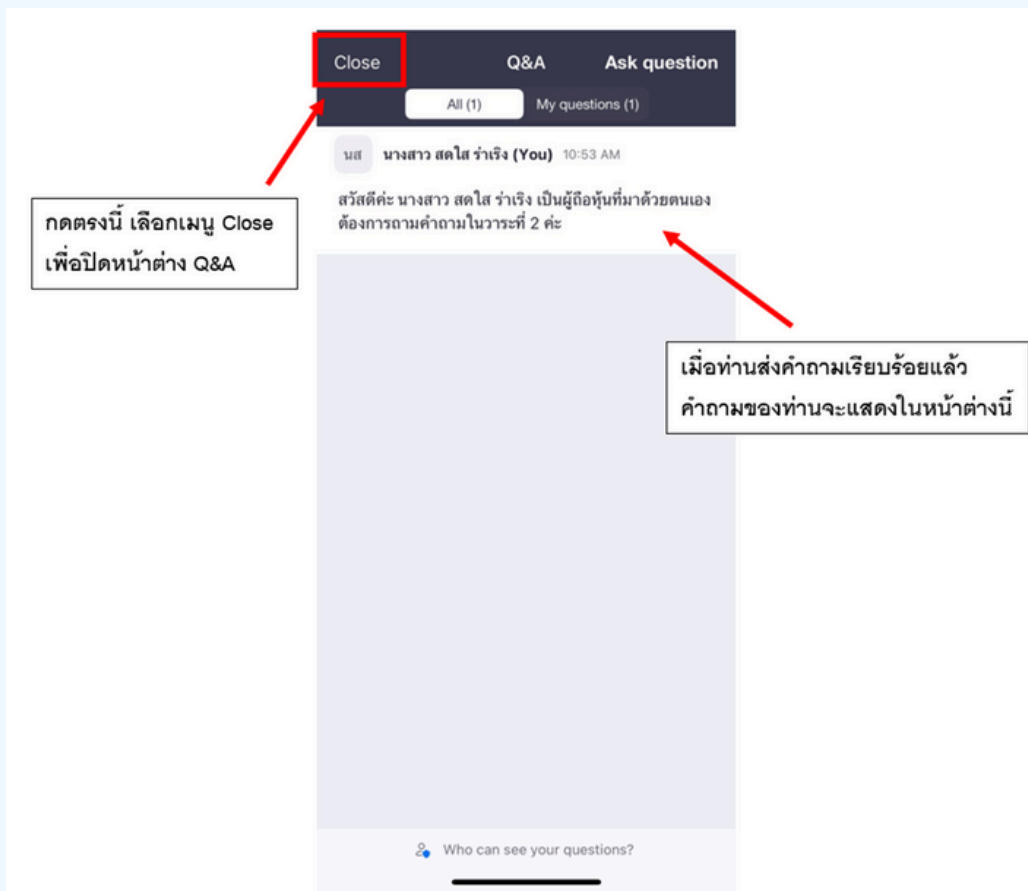 Close Q&A Ask question
All (1) My questions (1)
นส นางสาว สดใส ร่าเริง (You) 10:53 AM
สวัสดีค่ะ นางสาว สดใส ร่าเริง เป็นผู้ถือหุ้นที่มาด้วยตนเอง
ต้องการถามคำถามในวาระที่ 2 ค่ะ
กดตรงนี้ เลือกเมนู Close
เพื่อปิดหน้าต่าง Q&A
เมื่อท่านส่งคำถามเรียบร้อยแล้ว
คำถามของท่านจะแสดงในหน้าต่างนี้
Who can see your questions?